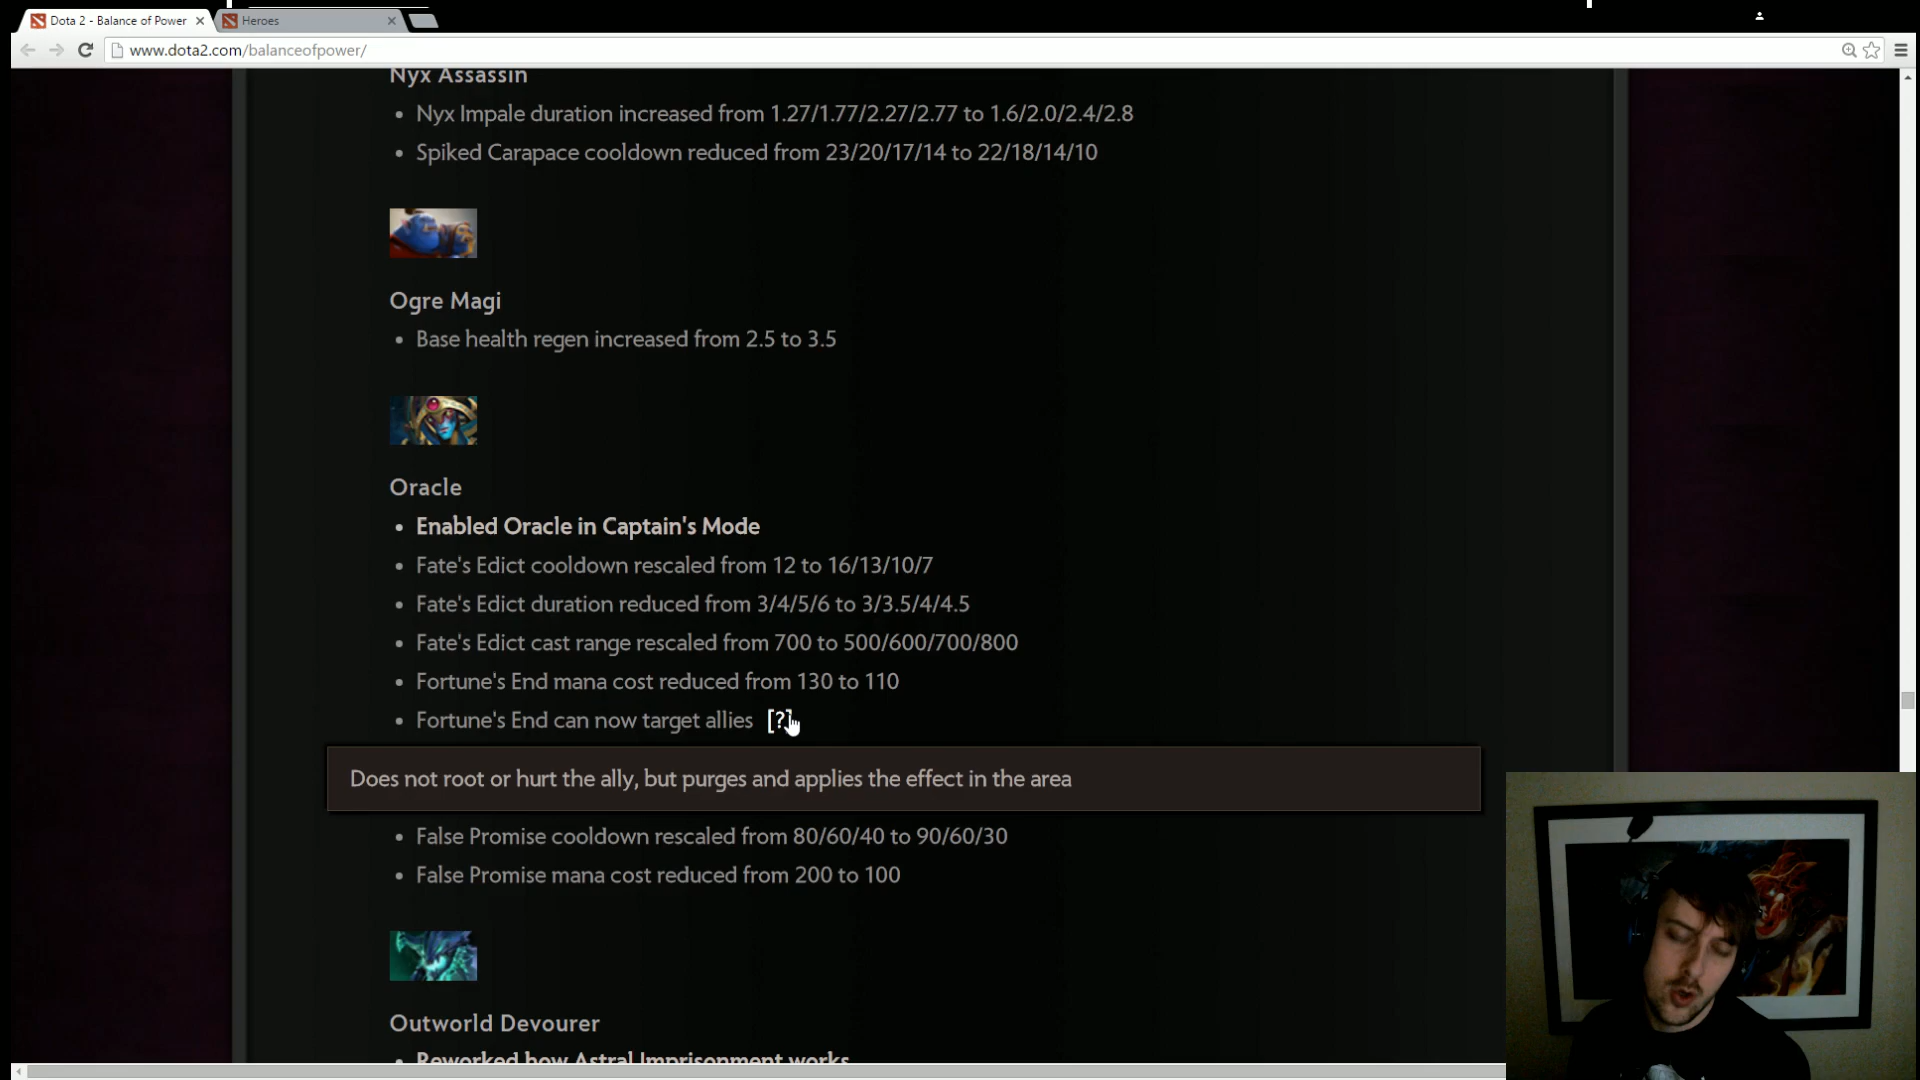 Dota 2 - Balance of Power
Heroes
www.dota2.com/balanceofpower/
Nyx Assassin
• Nyx Impale duration increased from 1.27/1.77/2.27/2.77 to 1.6/2.0/2.4/2.8
• Spiked Carapace cooldown reduced from 23/20/17/14 to 22/18/14/10
Ogre Magi
• Base health regen increased from 2.5 to 3.5
Oracle
• Enabled Oracle in Captain's Mode
• Fate's Edict cooldown rescaled from 12 to 16/13/10/7
• Fate's Edict duration reduced from 3/4/5/6 to 3/3.5/4/4.5
• Fate's Edict cast range rescaled from 700 to 500/600/700/800
• Fortune's End mana cost reduced from 130 to 110
• Fortune's End can now target allies [?]
Does not root or hurt the ally, but purges and applies the effect in the area
• False Promise cooldown rescaled from 80/60/40 to 90/60/30
• False Promise mana cost reduced from 200 to 100
Outworld Devourer
• Reworked how Astral Imprisonment works